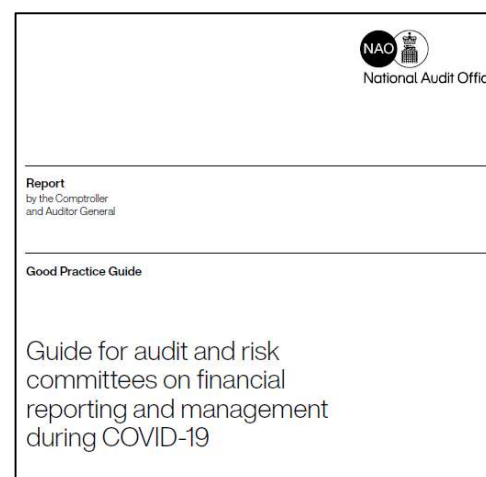 NAO
National Audit Offic
Report
by the Comptroller
and Auditor General
Good Practice Guide
Guide for audit and risk
committees on financial
reporting and management
during COVID-19